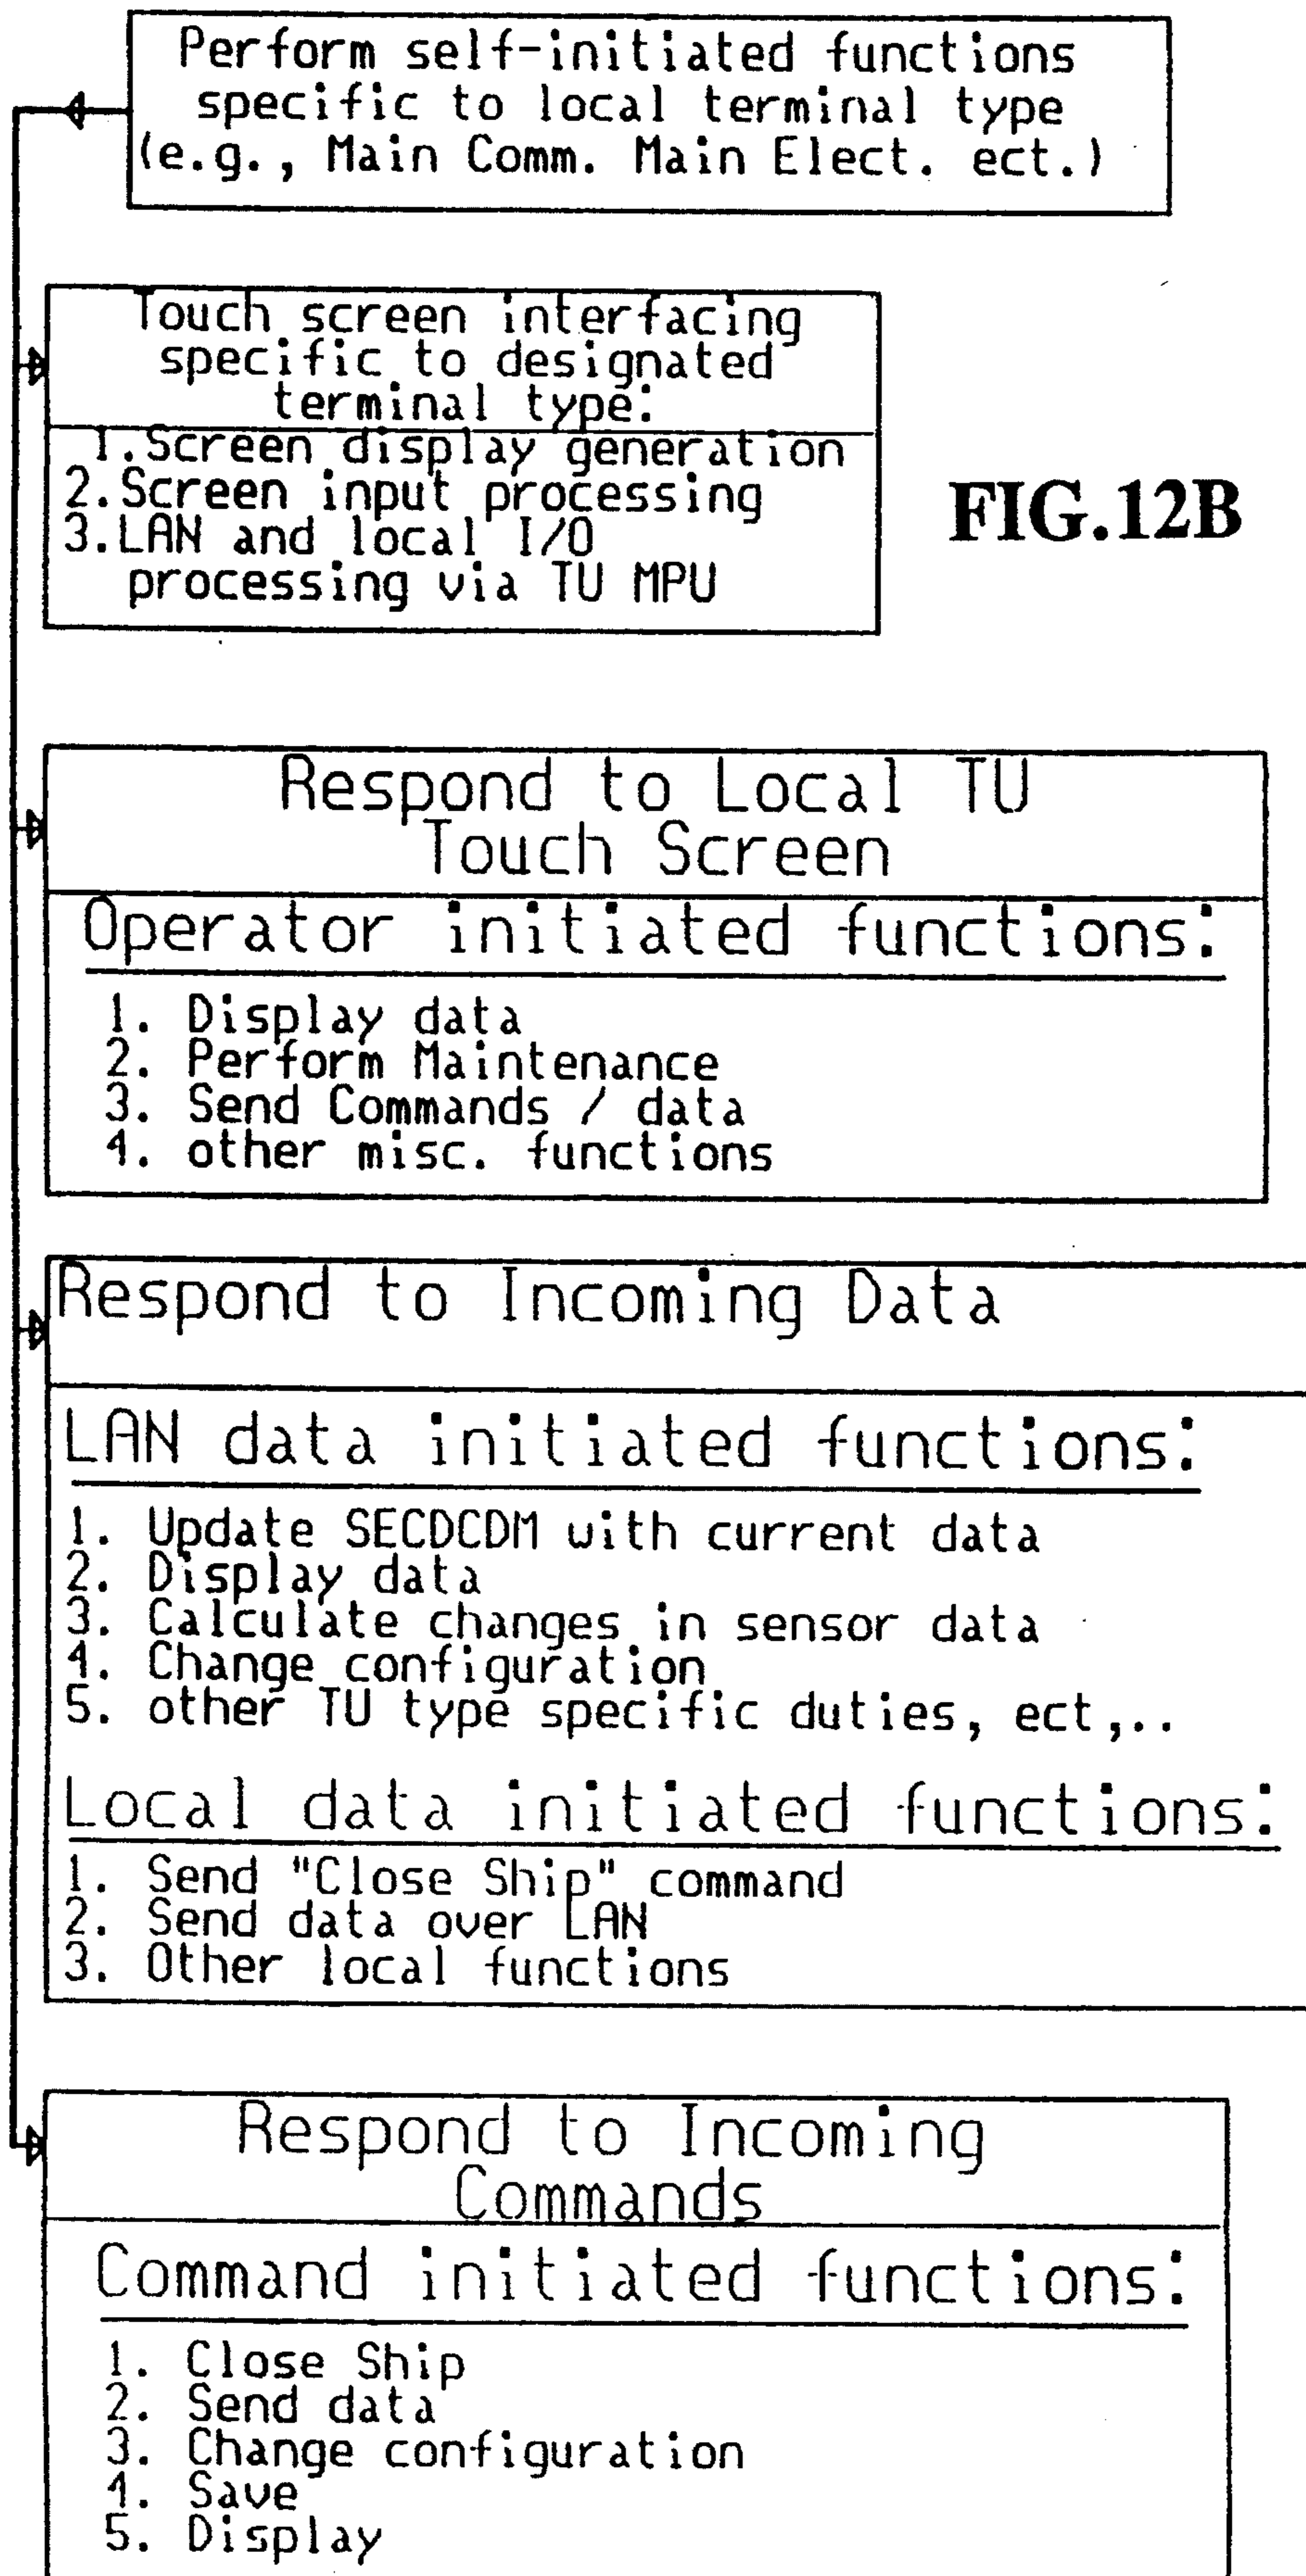 Perform self-initiated functions
specific to local terminal type
(e.g., Main Comm. Main Elect. ect.)
Touch screen interfacing
specific to designated
terminal type:
1.Screen display generation
2.Screen input processing
3.LAN and local I/O
processing via TU MPU
FIG.12B
Respond to Local TU
Touch Screen
Operator initiated functions:
1. Display data
2. Perform Maintenance
3. Send Commands / data
4. other misc. functions
Respond to Incoming Data
LAN data initiated functions:
1. Update SECDCDM with current data
2. Display data
3. Calculate changes in sensor data
4. Change configuration
5. other TU type specific duties, ect,..
Local data initiated functions:
1. Send "Close Ship" command
2. Send data over LAN
3. Other local functions
Respond to Incoming
Commands
Command initiated functions:
1. Close Ship
2. Send data
3. Change configuration
4. Save
5. Display